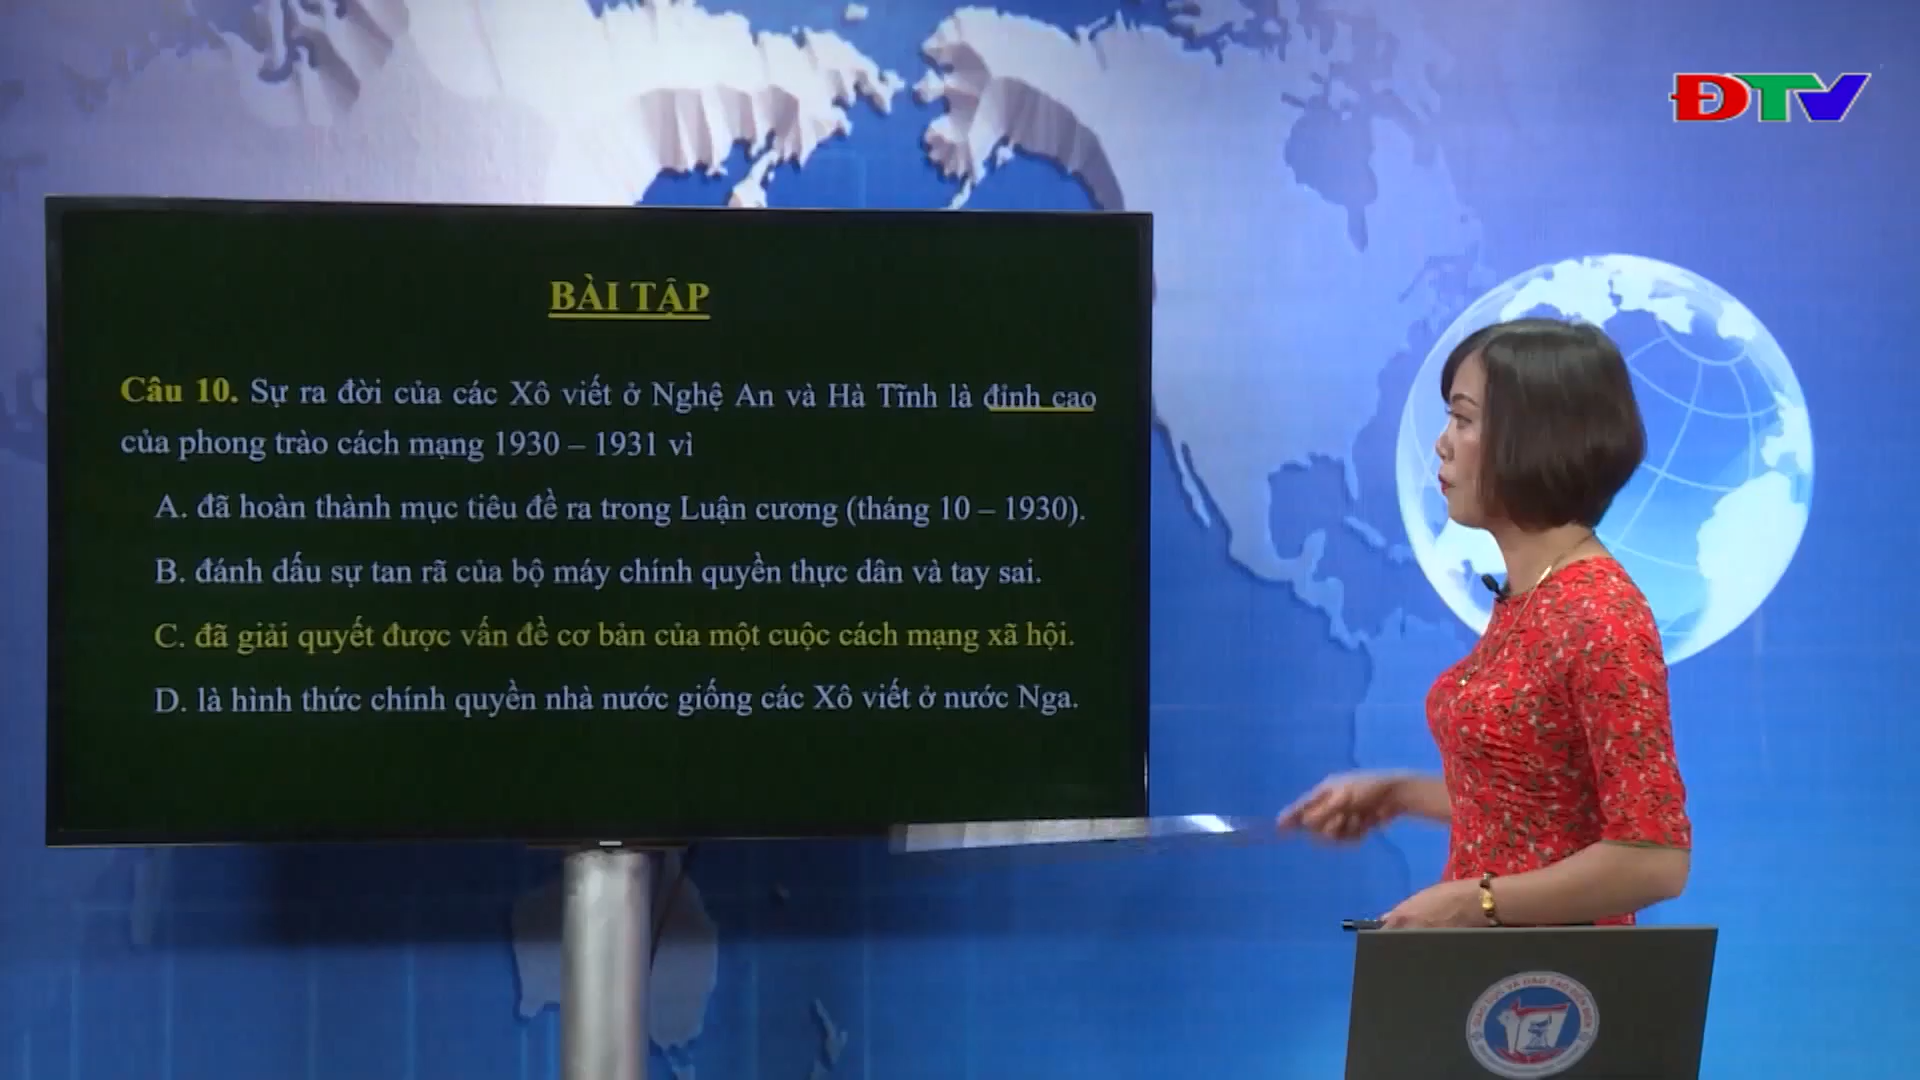 ĐTV
BÀI TẬP
Câu 10. Sự ra đời của các Xô viết ở Nghệ An và Hà Tĩnh là đỉnh cao
của phong trào cách mạng 1930 – 1931 vì
A. đã hoàn thành mục tiêu đề ra trong Luận cương (tháng 10 – 1930).
B. đánh dấu sự tan rã của bộ máy chính quyền thực dân và tay sai.
C. đã giải quyết được vấn đề cơ bản của một cuộc cách mạng xã hội.
D. là hình thức chính quyền nhà nước giống các Xô viết ở nước Nga.